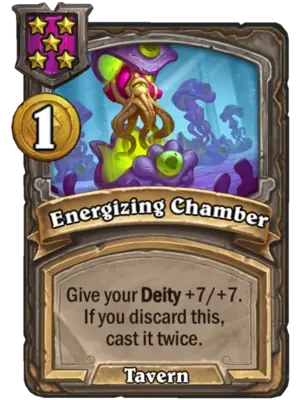 1
Energizing Chamber
Give your Deity +7/+7.
If you discard this,
cast it twice.
Tavern